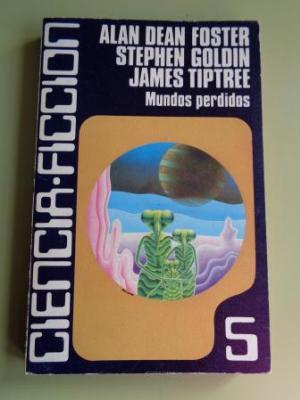 ALAN DEAN FOSTER
STEPHEN GOLDIN
JAMES TIPTREE
Mundos perdidos
CIENCIA-FICCION
5